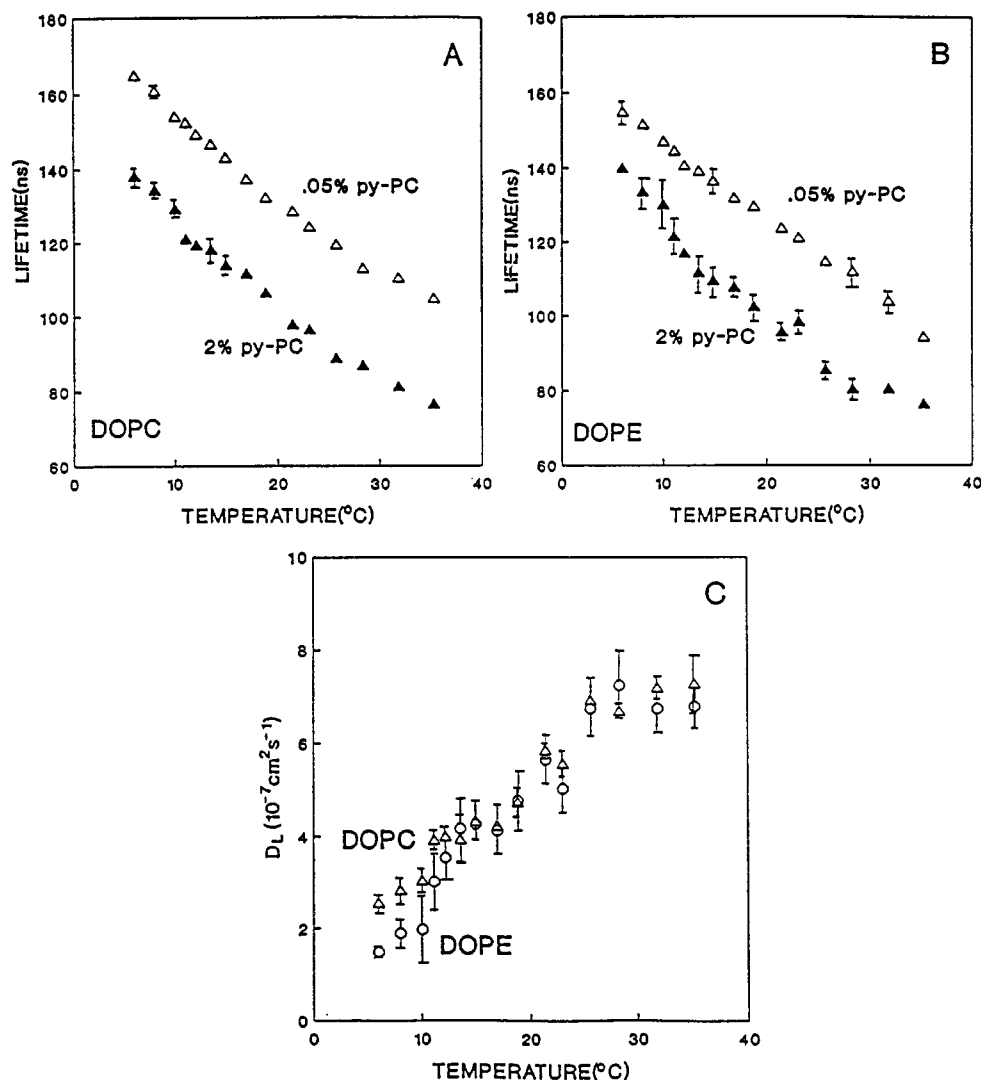 A
180
160
140
120
100
80
60
LIFETIME(ns)
.05% py-PC
2% py-PC
DOPC
0
10
20
30
40
TEMPERATURE(°C)
B
180
160
140
120
100
80
60
LIFETIME(ns)
.05% py-PC
2% py-PC
DOPE
0
10
20
30
40
TEMPERATURE(°C)
C
10
8
6
4
2
0
DL (10⁻⁷cm²s⁻¹)
DOPC
DOPE
0
10
20
30
40
TEMPERATURE(°C)